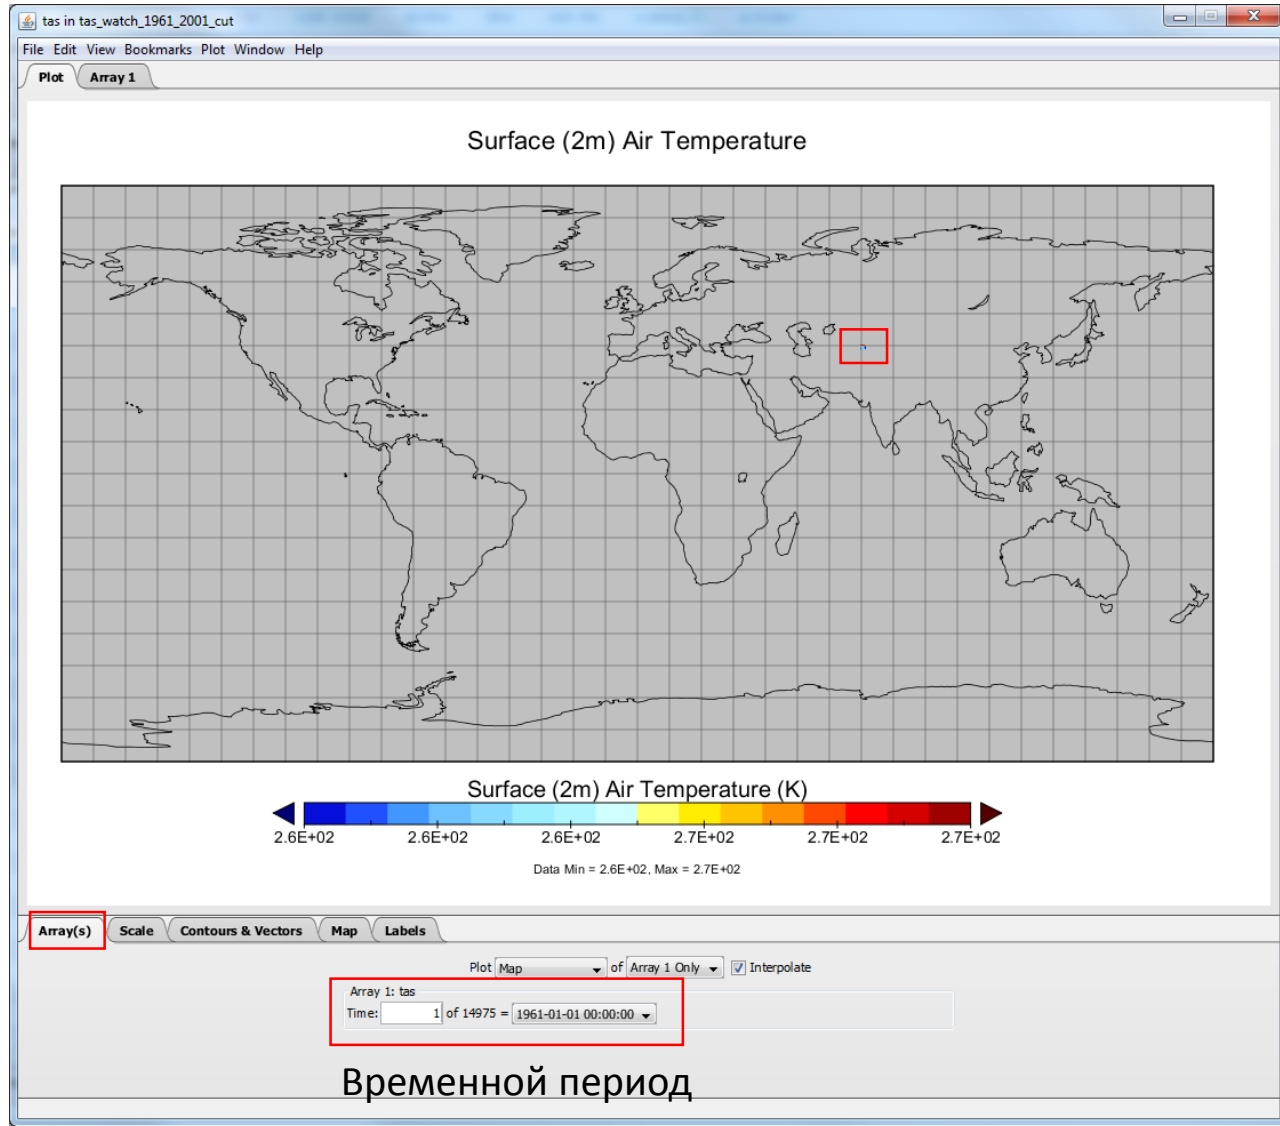 tas in tas_watch_1961_2001_cut
File Edit View Bookmarks Plot Window Help
Plot Array 1
Surface (2m) Air Temperature
Surface (2m) Air Temperature (K)
2.6E+02 2.6E+02 2.6E+02 2.7E+02 2.7E+02 2.7E+02
Data Min = 2.6E+02, Max = 2.7E+02
Array(s) Scale Contours & Vectors Map Labels
Plot Map of Array 1 Only Interpolate
Array 1: tas
Time: 1 of 14975 = 1961-01-01 00:00:00
Временной период